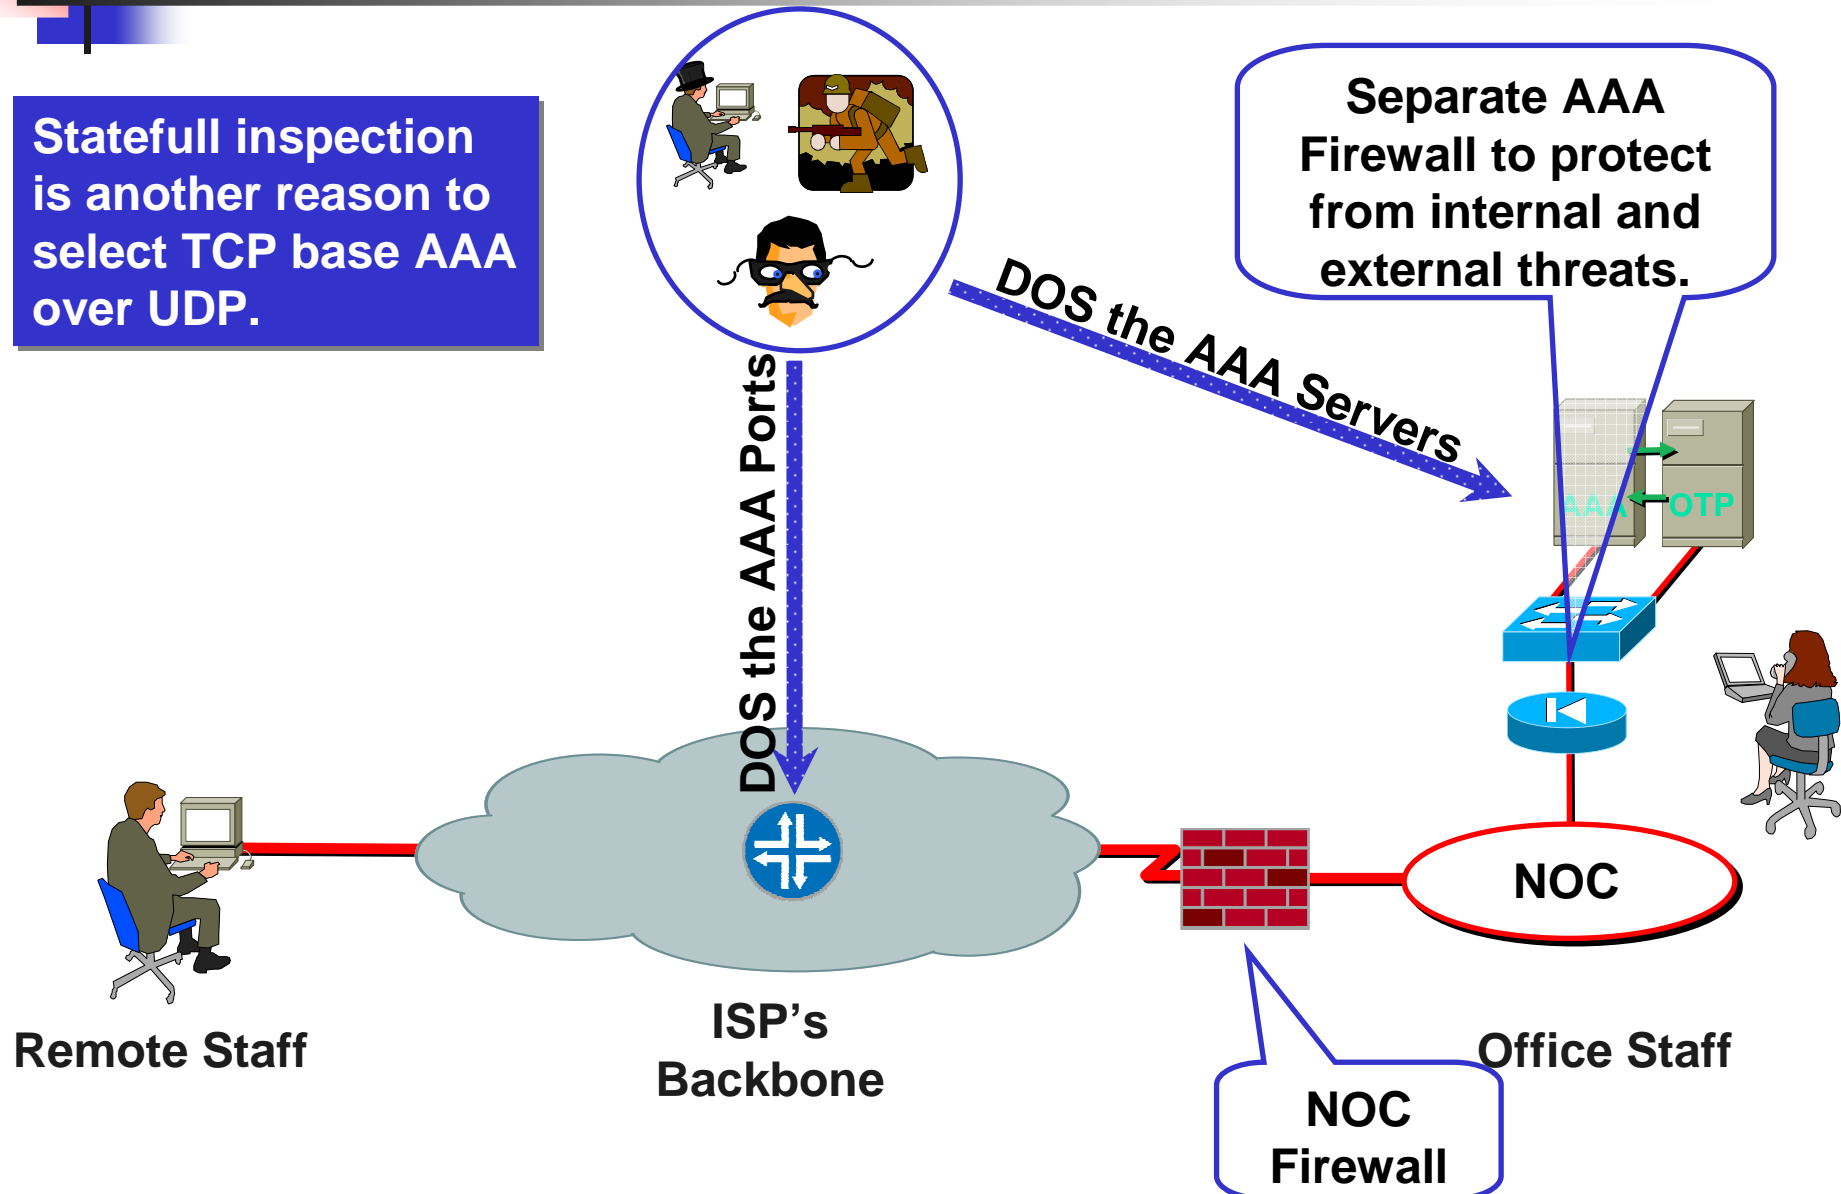 Statefull inspection
is another reason to
select TCP base AAA
over UDP.
Separate AAA
Firewall to protect
from internal and
external threats.
DOS the AAA Servers
DOS the AAA Ports
AAA
OTP
NOC
Remote Staff
ISP’s
Backbone
Office Staff
NOC
Firewall